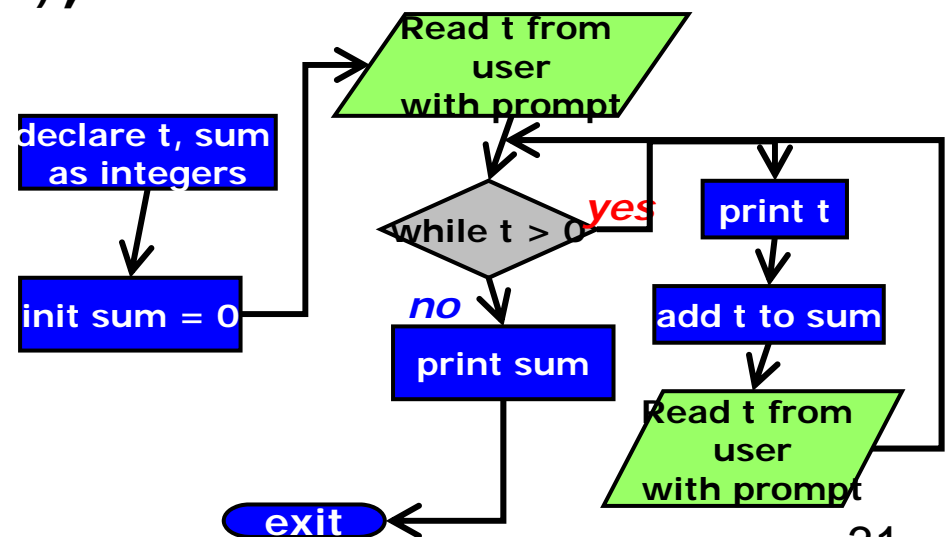 declare t, sum
as integers
init sum = 0
Read t from
user
with prompt
while t > 0
yes
no
print t
add t to sum
Read t from
user
with prompt
print sum
exit